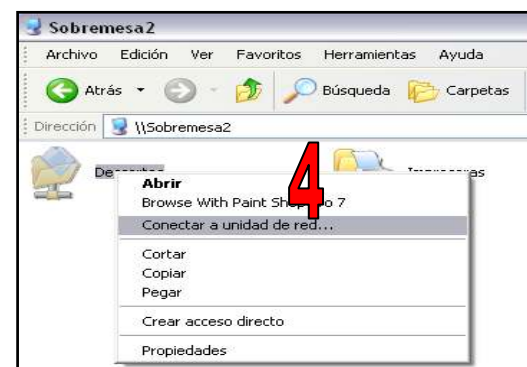 Sobremesa2
Archivo Edición Ver Favoritos Herramientas Ayuda
Atrás Búsqueda Carpetas
Dirección \\Sobremesa2
4
Abrir
Browse With Paint Shop 7
Conectar a unidad de red...
Cortar
Copiar
Pegar
Crear acceso directo
Propiedades